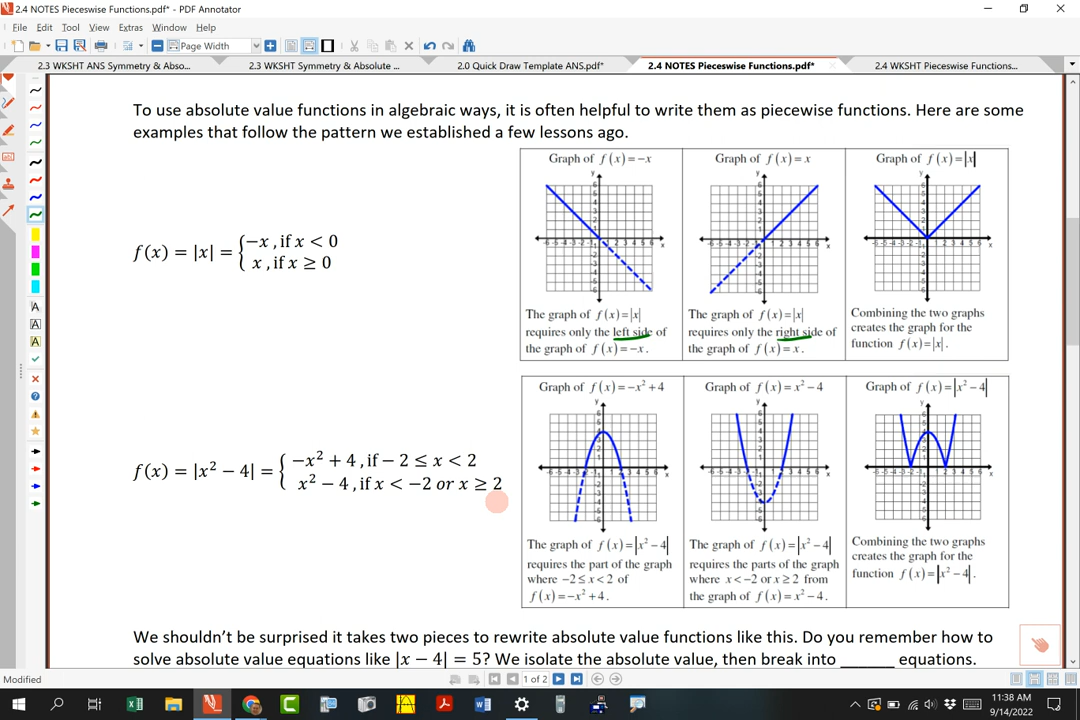 2.4 NOTES Pieceswise Functions.pdf* - PDF Annotator
File Edit Tool View Extras Window Help
Page Width
2.3 WKSHT ANS Symmetry & Abso... 2.3 WKSHT Symmetry & Absolute ... 2.0 Quick Draw Template ANS.pdf* 2.4 NOTES Pieceswise Functions.pdf* 2.4 WKSHT Pieceswise Functions...
To use absolute value functions in algebraic ways, it is often helpful to write them as piecewise functions. Here are some
examples that follow the pattern we established a few lessons ago.
f(x) = |x| = { −x , if x < 0
x , if x ≥ 0
Graph of f(x)=−x
The graph of f(x)=|x|
requires only the left side of
the graph of f(x)=−x.
Graph of f(x)=x
The graph of f(x)=|x|
requires only the right side of
the graph of f(x)=x.
Graph of f(x)=|x|
Combining the two graphs
creates the graph for the
function f(x)=|x|.
f(x) = |x² − 4| = { −x² + 4 , if − 2 ≤ x < 2
x² − 4 , if x < −2 or x ≥ 2
Graph of f(x)=−x²+4
The graph of f(x)=|x²−4|
requires the part of the graph
where −2≤x<2 of
f(x)=−x²+4.
Graph of f(x)=x²−4
The graph of f(x)=|x²−4|
requires the parts of the graph
where x<−2 or x≥2 from
the graph of f(x)=x²−4.
Graph of f(x)=|x²−4|
Combining the two graphs
creates the graph for the
function f(x)=|x²−4|.
We shouldn't be surprised it takes two pieces to rewrite absolute value functions like this. Do you remember how to
solve absolute value equations like |x − 4| = 5? We isolate the absolute value, then break into ______ equations.
Modified
1 of 2
11:38 AM
9/14/2022